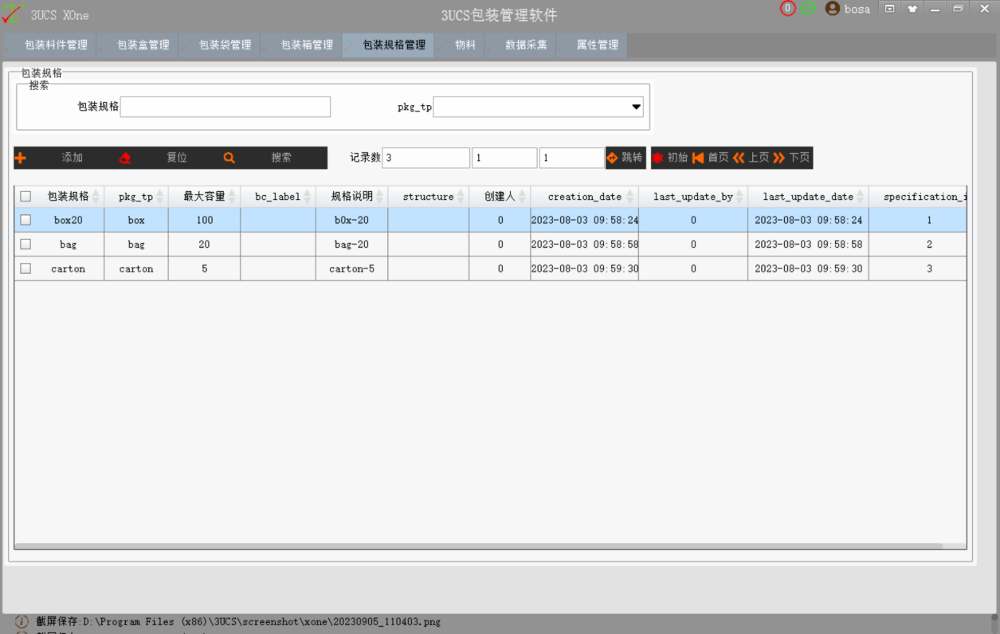 3UCS XOne
3UCS包装管理软件
0
bosa
包装料件管理 包装盒管理 包装袋管理 包装箱管理 包装规格管理 物料 数据采集 属性管理
包装规格
搜索
包装规格 pkg_tp
添加 复位 搜索 记录数 3 1 1 跳转 初始 首页 上页 下页
包装规格 pkg_tp 最大容量 bc_label 规格说明 structure 创建人 creation_date last_update_by last_update_date specification_i
box20 box 100 b0x-20 0 2023-08-03 09:58:24 0 2023-08-03 09:58:24 1
bag bag 20 bag-20 0 2023-08-03 09:58:58 0 2023-08-03 09:58:58 2
carton carton 5 carton-5 0 2023-08-03 09:59:30 0 2023-08-03 09:59:30 3
截屏保存:D:\Program Files (x86)\3UCS\screenshot\xone\20230905_110403.png